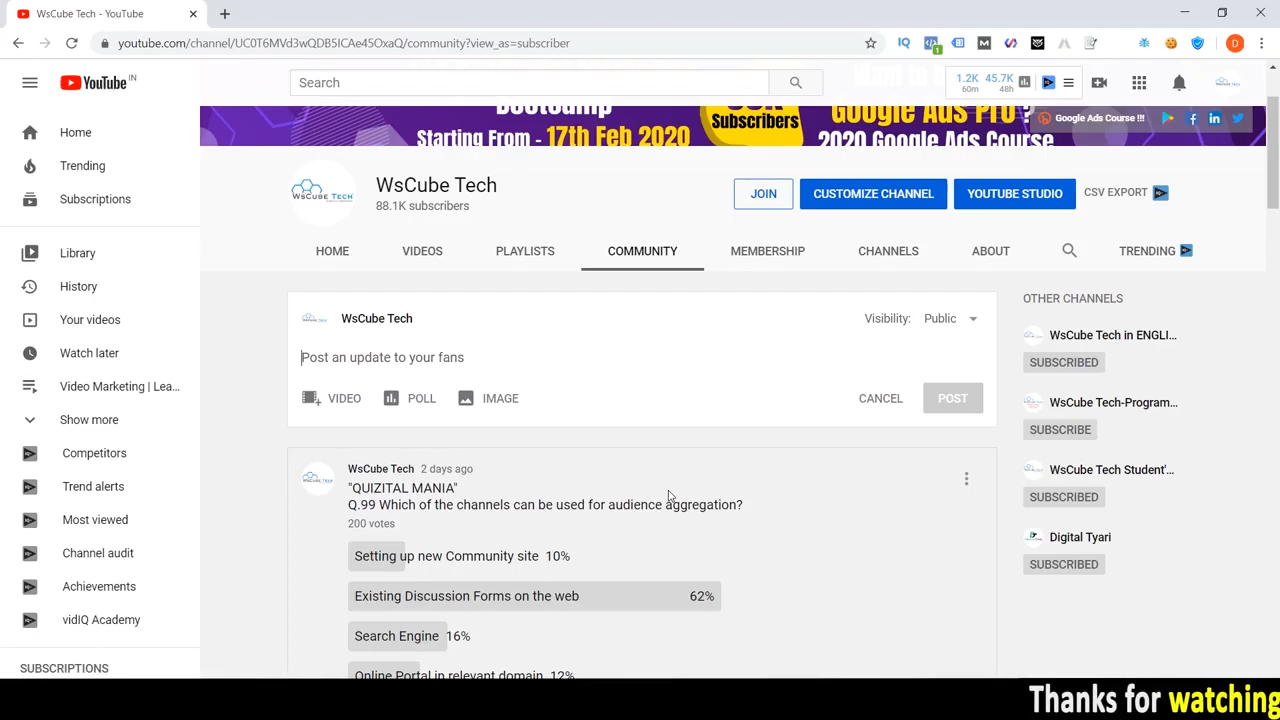 WsCube Tech - YouTube
youtube.com/channel/UC0T6MVd3wQDB5ICAe45OxaQ/community?view_as=subscriber
YouTube IN
Search
1.2K 45.7K
60m 48h
Home
Trending
Subscriptions
Library
History
Your videos
Watch later
Video Marketing | Lea...
Show more
Competitors
Trend alerts
Most viewed
Channel audit
Achievements
vidIQ Academy
SUBSCRIPTIONS
Bootcamp
Starting From - 17th Feb 2020
Subscribers
Google Ads Pro ?
2020 Google Ads Course
Google Ads Course !!!
WsCube Tech
88.1K subscribers
JOIN
CUSTOMIZE CHANNEL
YOUTUBE STUDIO
CSV EXPORT
HOME
VIDEOS
PLAYLISTS
COMMUNITY
MEMBERSHIP
CHANNELS
ABOUT
TRENDING
WsCube Tech
Visibility: Public
Post an update to your fans
VIDEO
POLL
IMAGE
CANCEL
POST
WsCube Tech 2 days ago
"QUIZITAL MANIA"
Q.99 Which of the channels can be used for audience aggregation?
200 votes
Setting up new Community site 10%
Existing Discussion Forms on the web 62%
Search Engine 16%
Online Portal in relevant domain 12%
OTHER CHANNELS
WsCube Tech in ENGLI...
SUBSCRIBED
WsCube Tech-Program...
SUBSCRIBE
WsCube Tech Student'...
SUBSCRIBED
Digital Tyari
SUBSCRIBED
Thanks for watching